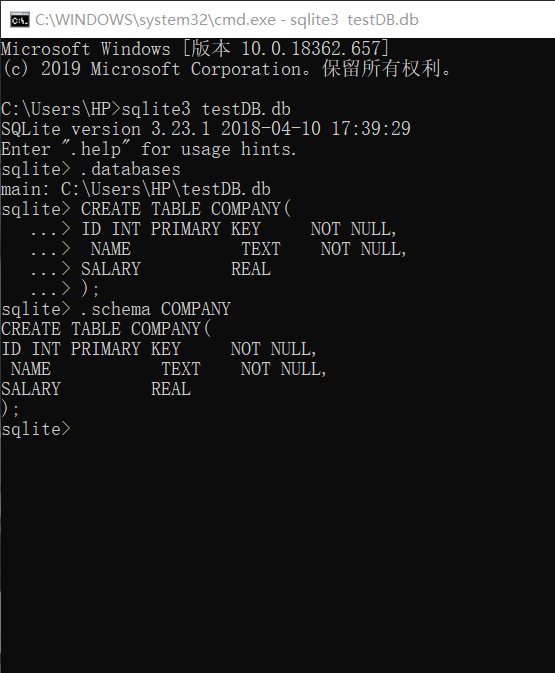 C:\WINDOWS\system32\cmd.exe - sqlite3  testDB.db
Microsoft Windows [版本 10.0.18362.657]
(c) 2019 Microsoft Corporation。保留所有权利。
C:\Users\HP>sqlite3 testDB.db
SQLite version 3.23.1 2018-04-10 17:39:29
Enter ".help" for usage hints.
sqlite> .databases
main: C:\Users\HP\testDB.db
sqlite> CREATE TABLE COMPANY(
   ...> ID INT PRIMARY KEY     NOT NULL,
   ...>  NAME           TEXT    NOT NULL,
   ...> SALARY         REAL
   ...> );
sqlite> .schema COMPANY
CREATE TABLE COMPANY(
ID INT PRIMARY KEY     NOT NULL,
 NAME           TEXT    NOT NULL,
SALARY         REAL
);
sqlite>